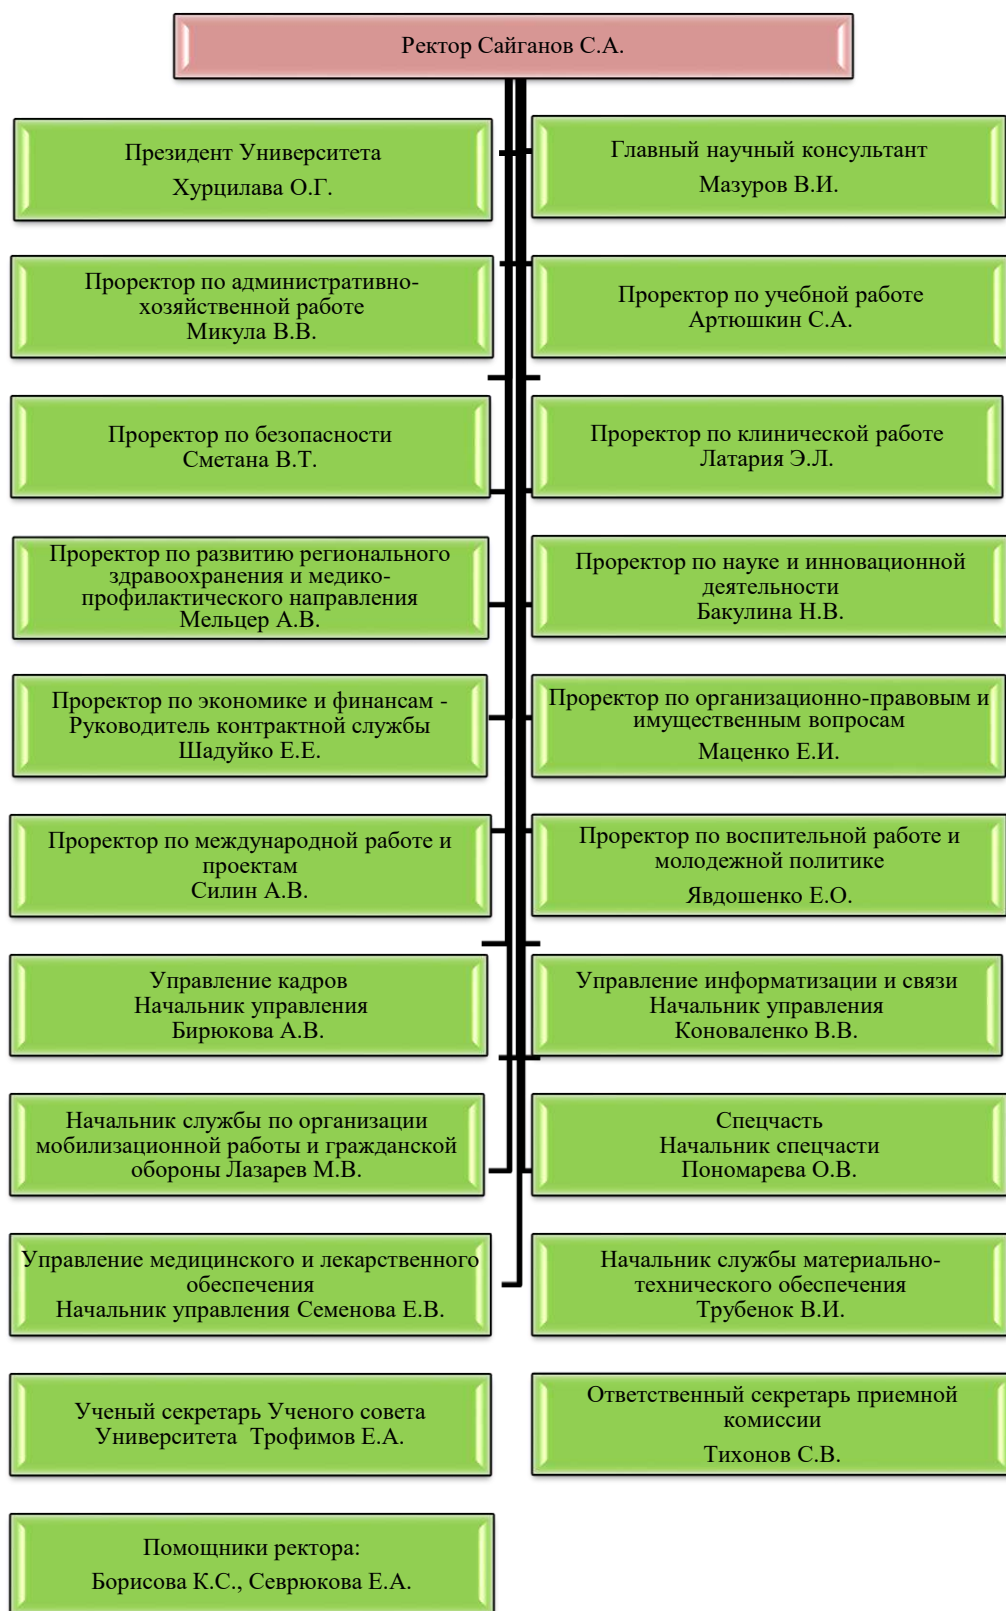 Ректор Сайганов С.А.
Президент Университета
Хурцилава О.Г.
Главный научный консультант
Мазуров В.И.
Проректор по административно-
хозяйственной работе
Микула В.В.
Проректор по учебной работе
Артюшкин С.А.
Проректор по безопасности
Сметана В.Т.
Проректор по клинической работе
Латария Э.Л.
Проректор по развитию регионального
здравоохранения и медико-
профилактического направления
Мельцер А.В.
Проректор по науке и инновационной
деятельности
Бакулина Н.В.
Проректор по экономике и финансам -
Руководитель контрактной службы
Шадуйко Е.Е.
Проректор по организационно-правовым и
имущественным вопросам
Маценко Е.И.
Проректор по международной работе и
проектам
Силин А.В.
Проректор по воспительной работе и
молодежной политике
Явдошенко Е.О.
Управление кадров
Начальник управления
Бирюкова А.В.
Управление информатизации и связи
Начальник управления
Коноваленко В.В.
Начальник службы по организации
мобилизационной работы и гражданской
обороны Лазарев М.В.
Спецчасть
Начальник спецчасти
Пономарева О.В.
Управление медицинского и лекарственного
обеспечения
Начальник управления Семенова Е.В.
Начальник службы материально-
технического обеспечения
Трубенок В.И.
Ученый секретарь Ученого совета
Университета Трофимов Е.А.
Ответственный секретарь приемной
комиссии
Тихонов С.В.
Помощники ректора:
Борисова К.С., Севрюкова Е.А.